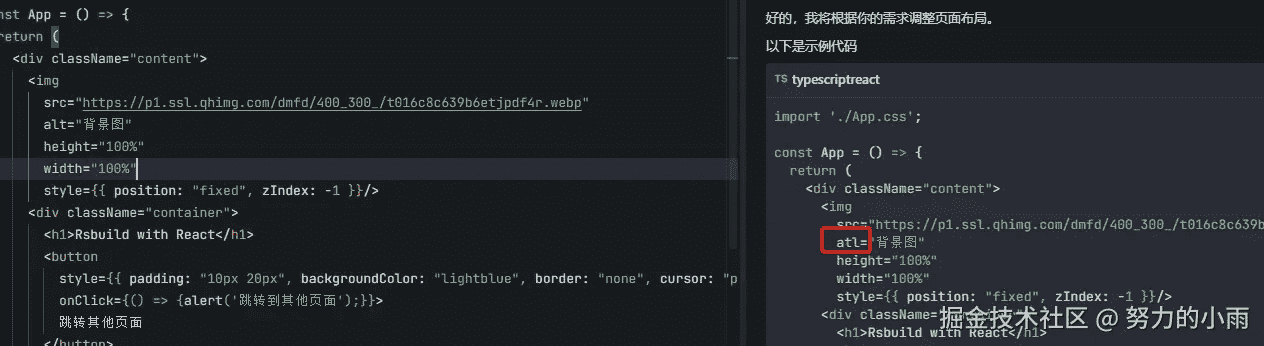 nst App = () => {
return (
<div className="content">
<img
src="https://p1.ssl.qhimg.com/dmfd/400_300_/t016c8c639b6etjpdf4r.webp"
alt="背景图"
height="100%"
width="100%"
style={{ position: "fixed", zIndex: -1 }}/>
<div className="container">
<h1>Rsbuild with React</h1>
<button
style={{ padding: "10px 20px", backgroundColor: "lightblue", border: "none", cursor: "p
onClick={() => {alert('跳转到其他页面');}}>
跳转其他页面
</button>
好的，我将根据你的需求调整页面布局。
以下是示例代码
TS typescriptreact
import './App.css';
const App = () => {
return (
<div className="content">
<img
src="https://p1.ssl.qhimg.com/dmfd/400_300_/t016c8c639b
atl="背景图"
height="100%"
width="100%"
style={{ position: "fixed", zIndex: -1 }}/>
<div className=
<h1>Rsbuild with React</h1>
掘金技术社区 @ 努力的小雨